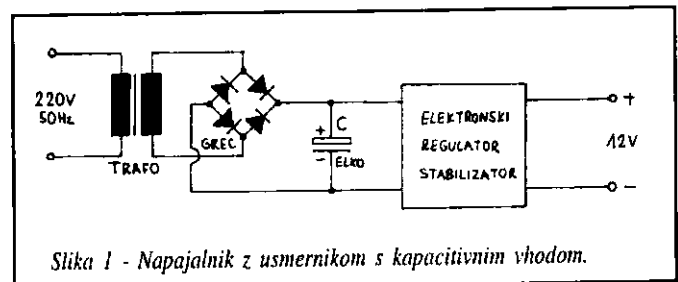 220V
50Hz
TRAFO
GREC
+ C
- ELKO
ELEKTRONSKI
REGULATOR
STABILIZATOR
+
12V
-
Slika 1 - Napajalnik z usmernikom s kapacitivnim vhodom.